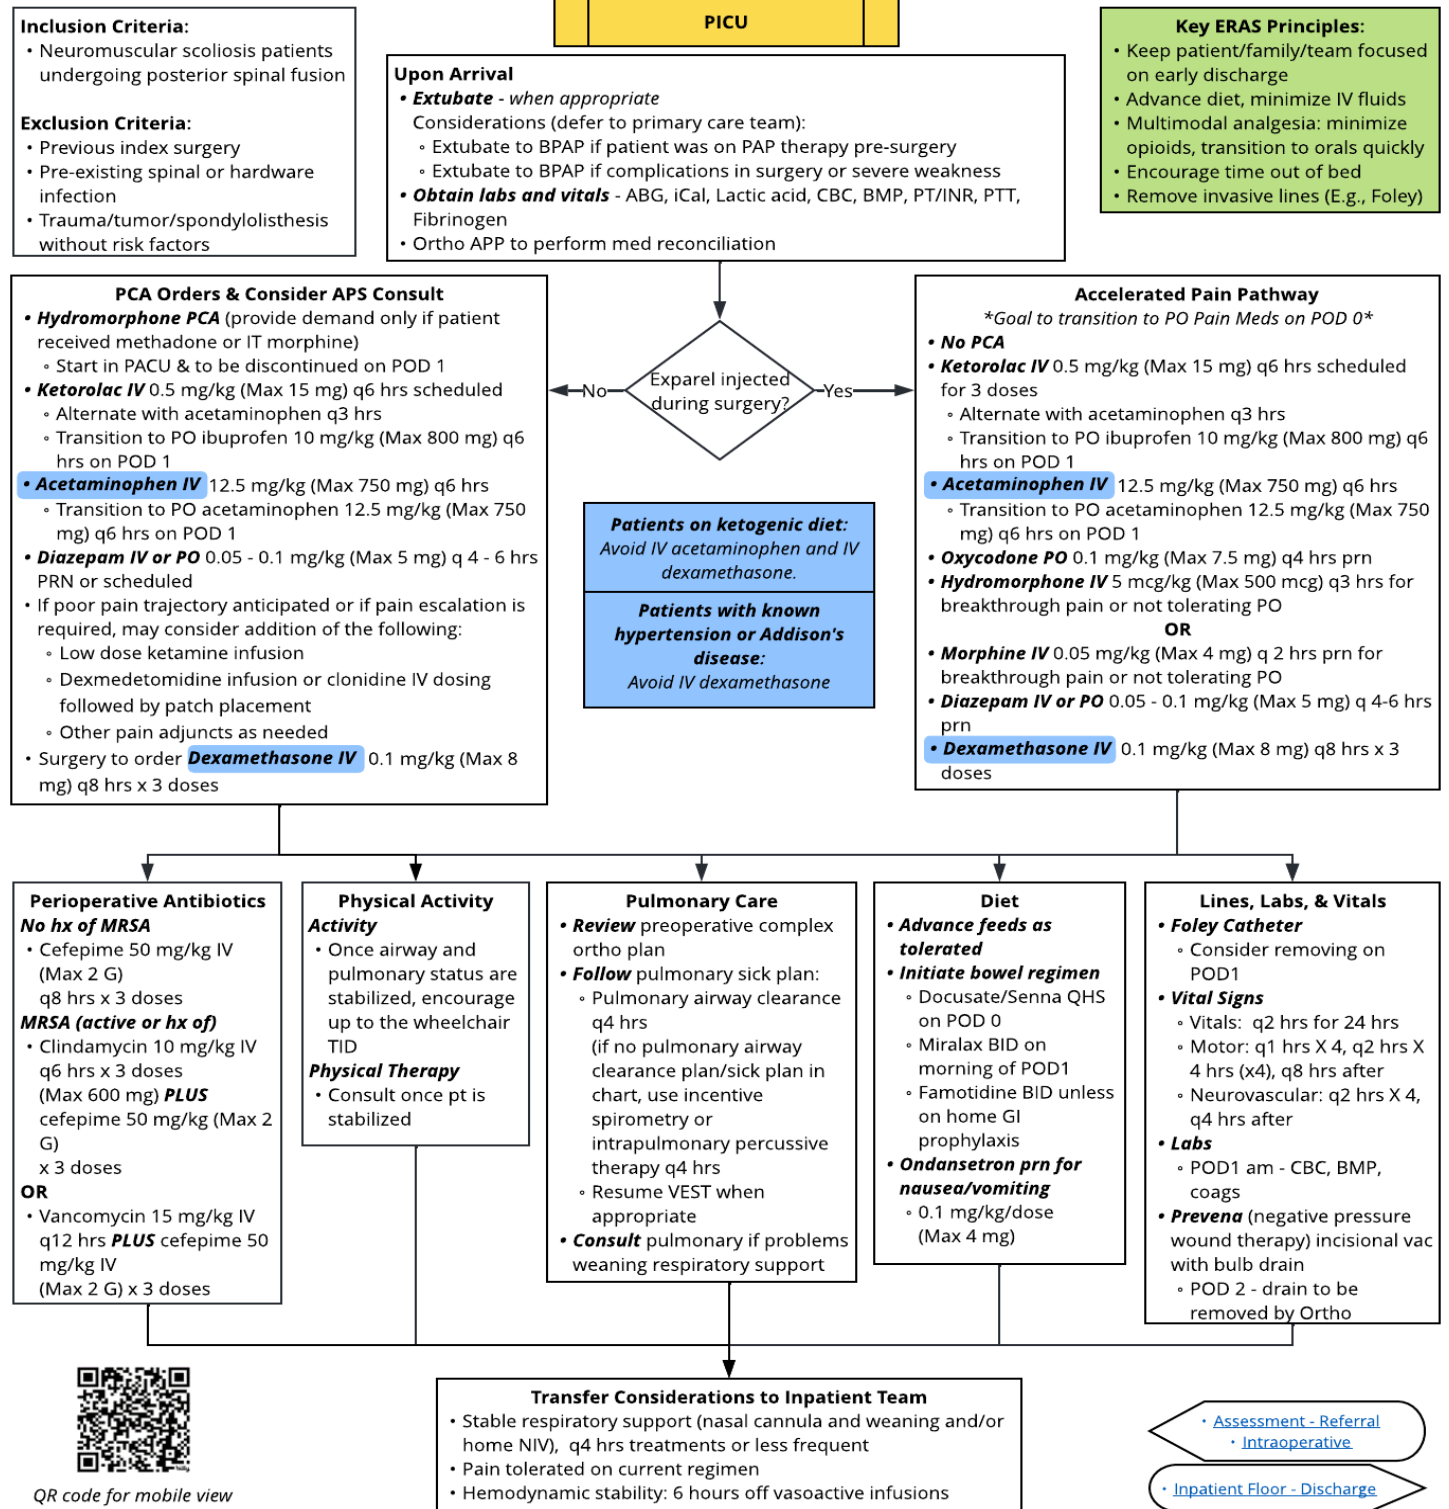 PICU
Inclusion Criteria:
• Neuromuscular scoliosis patients
undergoing posterior spinal fusion
Exclusion Criteria:
• Previous index surgery
• Pre-existing spinal or hardware
infection
• Trauma/tumor/spondylolisthesis
without risk factors
Upon Arrival
• Extubate - when appropriate
Considerations (defer to primary care team):
◦ Extubate to BPAP if patient was on PAP therapy pre-surgery
◦ Extubate to BPAP if complications in surgery or severe weakness
• Obtain labs and vitals - ABG, iCal, Lactic acid, CBC, BMP, PT/INR, PTT,
Fibrinogen
• Ortho APP to perform med reconciliation
Key ERAS Principles:
• Keep patient/family/team focused
on early discharge
• Advance diet, minimize IV fluids
• Multimodal analgesia: minimize
opioids, transition to orals quickly
• Encourage time out of bed
• Remove invasive lines (E.g., Foley)
Exparel injected
during surgery?
No
Yes
PCA Orders & Consider APS Consult
• Hydromorphone PCA (provide demand only if patient
received methadone or IT morphine)
◦ Start in PACU & to be discontinued on POD 1
• Ketorolac IV 0.5 mg/kg (Max 15 mg) q6 hrs scheduled
◦ Alternate with acetaminophen q3 hrs
◦ Transition to PO ibuprofen 10 mg/kg (Max 800 mg) q6
hrs on POD 1
• Acetaminophen IV 12.5 mg/kg (Max 750 mg) q6 hrs
◦ Transition to PO acetaminophen 12.5 mg/kg (Max 750
mg) q6 hrs on POD 1
• Diazepam IV or PO 0.05 - 0.1 mg/kg (Max 5 mg) q 4 - 6 hrs
PRN or scheduled
• If poor pain trajectory anticipated or if pain escalation is
required, may consider addition of the following:
◦ Low dose ketamine infusion
◦ Dexmedetomidine infusion or clonidine IV dosing
followed by patch placement
◦ Other pain adjuncts as needed
• Surgery to order Dexamethasone IV 0.1 mg/kg (Max 8
mg) q8 hrs x 3 doses
Patients on ketogenic diet:
Avoid IV acetaminophen and IV
dexamethasone.
Patients with known
hypertension or Addison's
disease:
Avoid IV dexamethasone
Accelerated Pain Pathway
*Goal to transition to PO Pain Meds on POD 0*
• No PCA
• Ketorolac IV 0.5 mg/kg (Max 15 mg) q6 hrs scheduled
for 3 doses
◦ Alternate with acetaminophen q3 hrs
◦ Transition to PO ibuprofen 10 mg/kg (Max 800 mg) q6
hrs on POD 1
• Acetaminophen IV 12.5 mg/kg (Max 750 mg) q6 hrs
◦ Transition to PO acetaminophen 12.5 mg/kg (Max 750
mg) q6 hrs on POD 1
• Oxycodone PO 0.1 mg/kg (Max 7.5 mg) q4 hrs prn
• Hydromorphone IV 5 mcg/kg (Max 500 mcg) q3 hrs for
breakthrough pain or not tolerating PO
OR
• Morphine IV 0.05 mg/kg (Max 4 mg) q 2 hrs prn for
breakthrough pain or not tolerating PO
• Diazepam IV or PO 0.05 - 0.1 mg/kg (Max 5 mg) q 4-6 hrs
prn
• Dexamethasone IV 0.1 mg/kg (Max 8 mg) q8 hrs x 3
doses
Perioperative Antibiotics
No hx of MRSA
• Cefepime 50 mg/kg IV
(Max 2 G)
q8 hrs x 3 doses
MRSA (active or hx of)
• Clindamycin 10 mg/kg IV
q6 hrs x 3 doses
(Max 600 mg) PLUS
cefepime 50 mg/kg (Max 2
G)
x 3 doses
OR
• Vancomycin 15 mg/kg IV
q12 hrs PLUS cefepime 50
mg/kg IV
(Max 2 G) x 3 doses
Physical Activity
Activity
• Once airway and
pulmonary status are
stabilized, encourage
up to the wheelchair
TID
Physical Therapy
• Consult once pt is
stabilized
Pulmonary Care
• Review preoperative complex
ortho plan
• Follow pulmonary sick plan:
◦ Pulmonary airway clearance
q4 hrs
(if no pulmonary airway
clearance plan/sick plan in
chart, use incentive
spirometry or
intrapulmonary percussive
therapy q4 hrs
◦ Resume VEST when
appropriate
• Consult pulmonary if problems
weaning respiratory support
Diet
• Advance feeds as
tolerated
• Initiate bowel regimen
◦ Docusate/Senna QHS
on POD 0
◦ Miralax BID on
morning of POD1
◦ Famotidine BID unless
on home GI
prophylaxis
• Ondansetron prn for
nausea/vomiting
◦ 0.1 mg/kg/dose
(Max 4 mg)
Lines, Labs, & Vitals
• Foley Catheter
◦ Consider removing on
POD1
• Vital Signs
◦ Vitals: q2 hrs for 24 hrs
◦ Motor: q1 hrs X 4, q2 hrs X
4 hrs (x4), q8 hrs after
◦ Neurovascular: q2 hrs X 4,
q4 hrs after
• Labs
◦ POD1 am - CBC, BMP,
coags
• Prevena (negative pressure
wound therapy) incisional vac
with bulb drain
◦ POD 2 - drain to be
removed by Ortho
QR code for mobile view
Transfer Considerations to Inpatient Team
• Stable respiratory support (nasal cannula and weaning and/or
home NIV), q4 hrs treatments or less frequent
• Pain tolerated on current regimen
• Hemodynamic stability: 6 hours off vasoactive infusions
• Assessment - Referral
• Intraoperative
• Inpatient Floor - Discharge